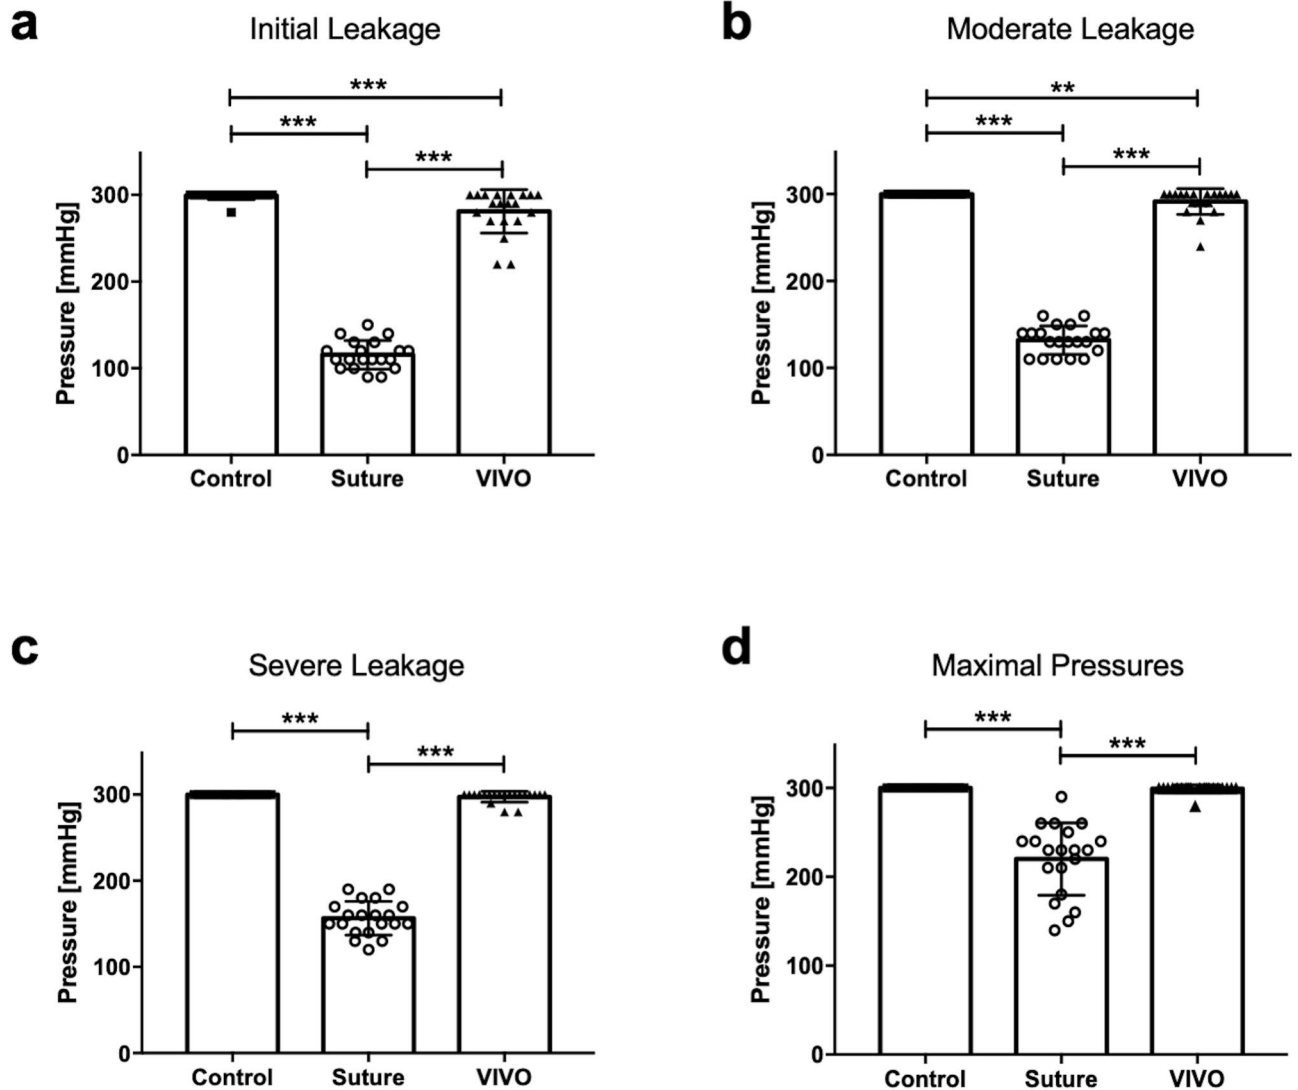 a
Initial Leakage
***
***
***
Pressure [mmHg]
300
200
100
0
Control Suture VIVO
b
Moderate Leakage
**
***
***
Pressure [mmHg]
300
200
100
0
Control Suture VIVO
c
Severe Leakage
***
***
Pressure [mmHg]
300
200
100
0
Control Suture VIVO
d
Maximal Pressures
***
***
Pressure [mmHg]
300
200
100
0
Control Suture VIVO